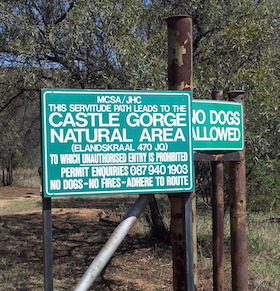 MCSA/JHC
THIS SERVITUDE PATH LEADS TO THE
CASTLE GORGE
NATURAL AREA
(ELANDSKRAAL 470 JQ)
TO WHICH UNAUTHORISED ENTRY IS PROHIBITED
PERMIT ENQUIRIES 087 940 1903
NO DOGS-NO FIRES-ADHERE TO ROUTE
NO DOGS
ALLOWED